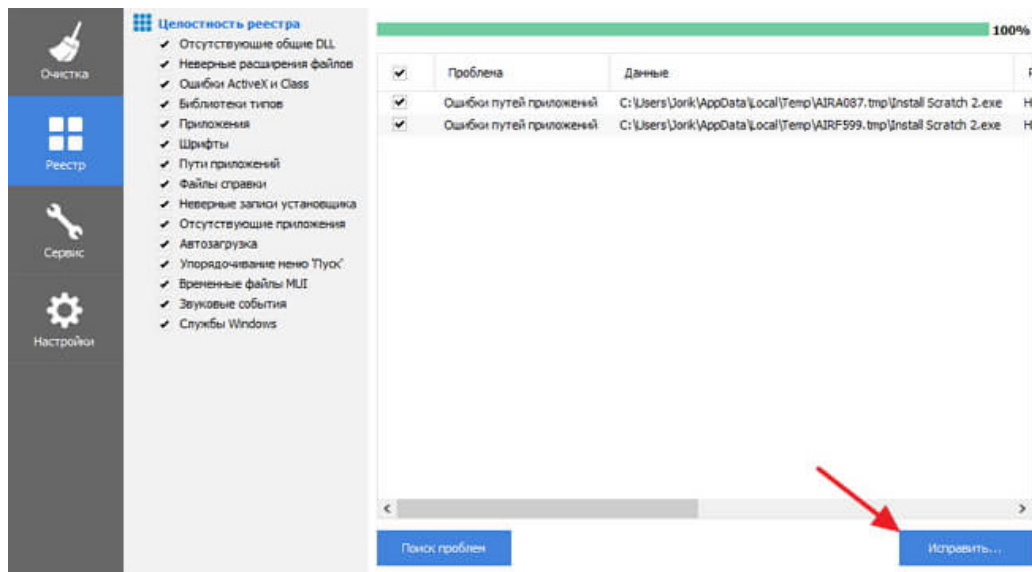 Очистка
Реестр
Сервис
Настройки
Целостность реестра
Отсутствующие общие DLL
Неверные расширения файлов
Ошибки ActiveX и Class
Библиотеки типов
Приложения
Шрифты
Пути приложений
Файлы справки
Неверные записи установщика
Отсутствующие приложения
Автозагрузка
Упорядочивание меню 'Пуск'
Временные файлы MUI
Звуковые события
Службы Windows
100%
Проблема Данные
Ошибки путей приложений C:\Users\Jorik\AppData\Local\Temp\AIRA087.tmp\Install Scratch 2.exe H
Ошибки путей приложений C:\Users\Jorik\AppData\Local\Temp\AIRF599.tmp\Install Scratch 2.exe H
Поиск проблем
Исправить...